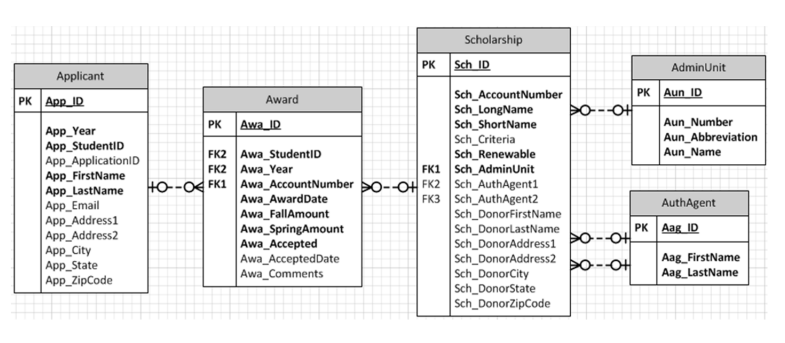 Applicant
PK App_ID
App_Year
App_StudentID
App_ApplicationID
App_FirstName
App_LastName
App_Email
App_Address1
App_Address2
App_City
App_State
App_ZipCode
Award
PK Awa_ID
FK2 Awa_StudentID
FK2 Awa_Year
FK1 Awa_AccountNumber
Awa_AwardDate
Awa_FallAmount
Awa_SpringAmount
Awa_Accepted
Awa_AcceptedDate
Awa_Comments
Scholarship
PK Sch_ID
Sch_AccountNumber
Sch_LongName
Sch_ShortName
Sch_Criteria
Sch_Renewable
FK1 Sch_AdminUnit
FK2 Sch_AuthAgent1
FK3 Sch_AuthAgent2
Sch_DonorFirstName
Sch_DonorLastName
Sch_DonorAddress1
Sch_DonorAddress2
Sch_DonorCity
Sch_DonorState
Sch_DonorZipCode
AdminUnit
PK Aun_ID
Aun_Number
Aun_Abbreviation
Aun_Name
AuthAgent
PK Aag_ID
Aag_FirstName
Aag_LastName